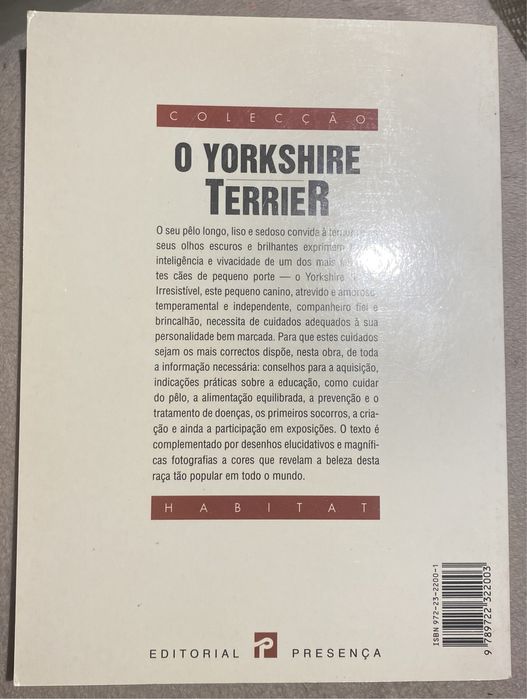 COLECÇÃO
O YORKSHIRE
TERRIER
O seu pêlo longo, liso e sedoso convida à
seus olhos escuros e brilhantes exprimem
inteligência e vivacidade de um dos mais
tes cães de pequeno porte — o Yorkshire
Irresistível, este pequeno canino, atrevido e amoroso,
temperamental e independente, companheiro fiel e
brincalhão, necessita de cuidados adequados à sua
personalidade bem marcada. Para que estes cuidados
sejam os mais correctos dispõe, nesta obra, de toda
a informação necessária: conselhos para a aquisição,
indicações práticas sobre a educação, como cuidar
do pêlo, a alimentação equilibrada, a prevenção e o
tratamento de doenças, os primeiros socorros, a cria-
ção e ainda a participação em exposições. O texto é
complementado por desenhos elucidativos e magnífi-
cas fotografias a cores que revelam a beleza desta
raça tão popular em todo o mundo.
HABITAT
ISBN 972-23-2200-1
9 789722 322003
EDITORIAL PRESENÇA